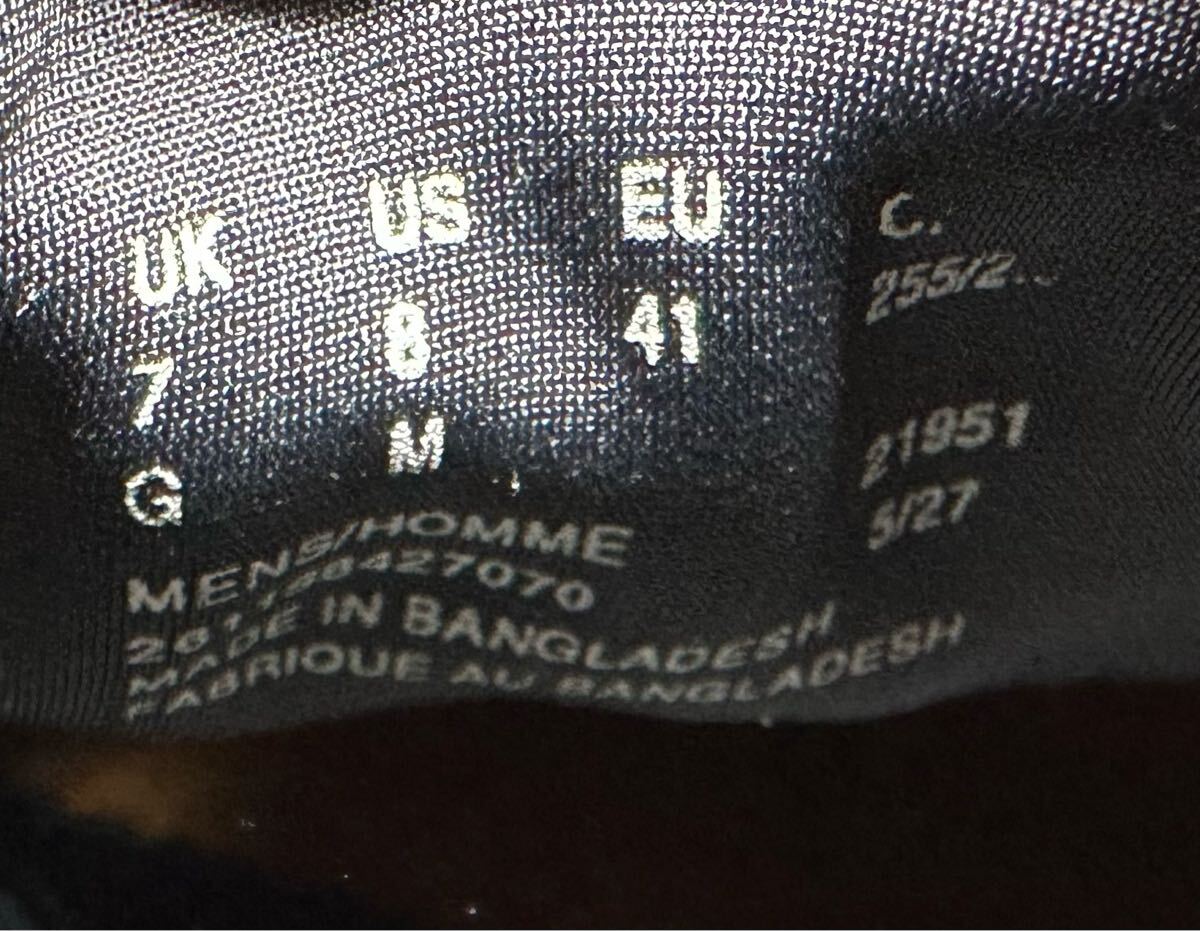 UK US EU C.
7 8 41 255/2
G M
21951
5/27
MENS/HOMME
MADE IN BANGLADESH
FABRIQUE AU BANGLADESH